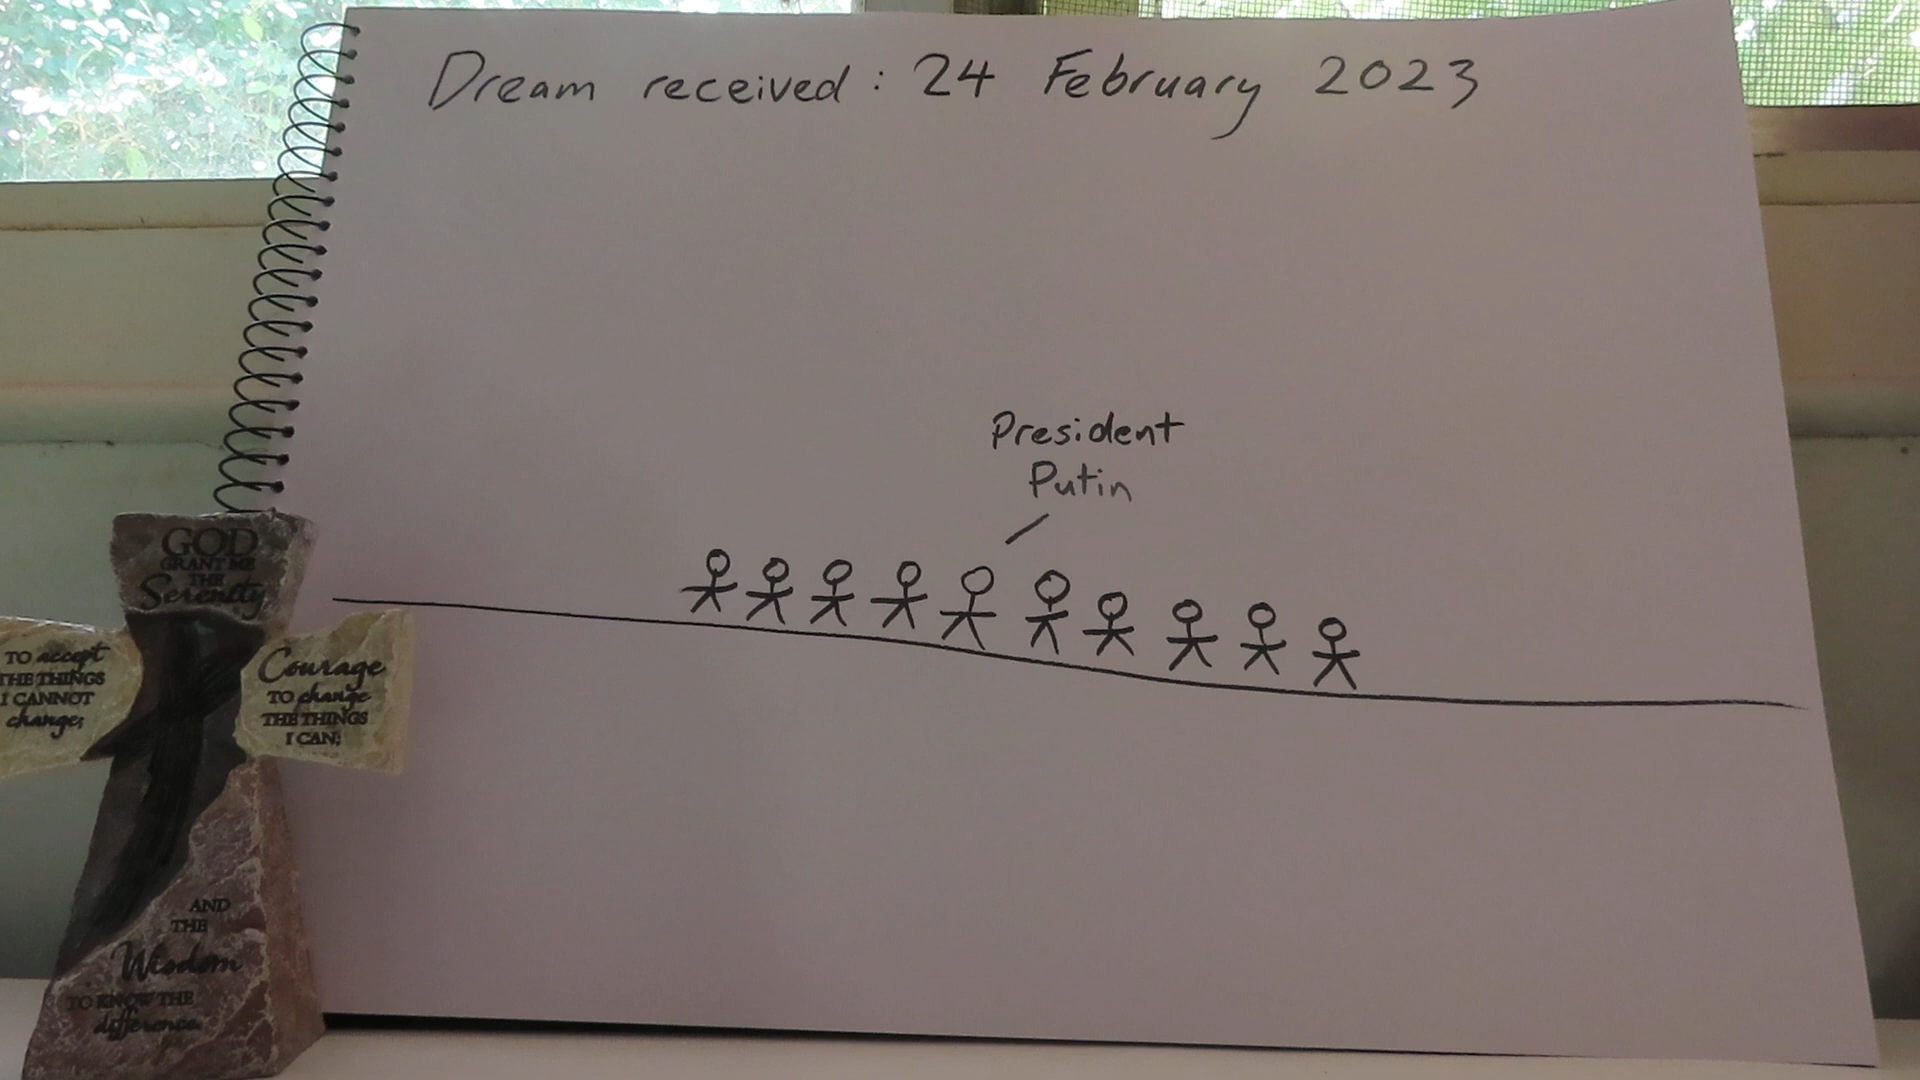 Dream received : 24 February 2023
President
Putin
GOD
GRANT ME
THE
Serenity
TO accept
THE THINGS
I CANNOT
change;
Courage
TO change
THE THINGS
I CAN;
AND
THE
Wisdom
TO KNOW THE
difference